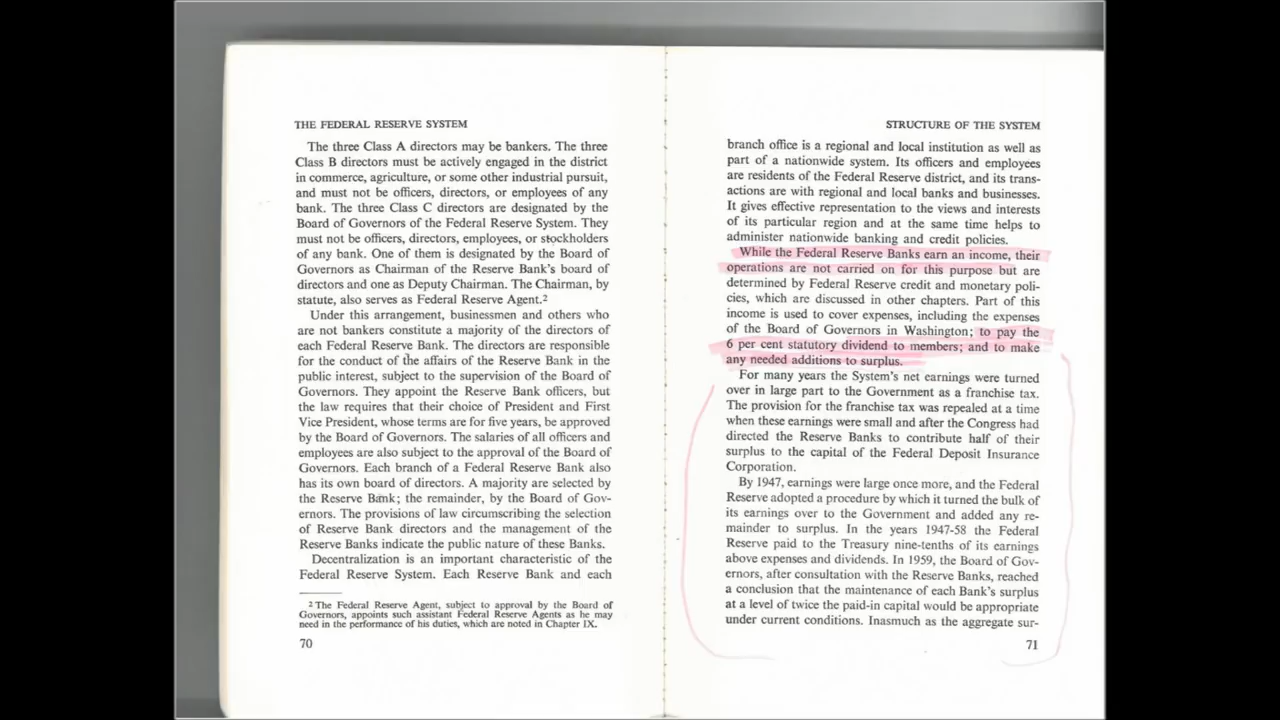 THE FEDERAL RESERVE SYSTEM
The three Class A directors may be bankers. The three
Class B directors must be actively engaged in the district
in commerce, agriculture, or some other industrial pursuit,
and must not be officers, directors, or employees of any
bank. The three Class C directors are designated by the
Board of Governors of the Federal Reserve System. They
must not be officers, directors, employees, or stockholders
of any bank. One of them is designated by the Board of
Governors as Chairman of the Reserve Bank's board of
directors and one as Deputy Chairman. The Chairman, by
statute, also serves as Federal Reserve Agent.2
Under this arrangement, businessmen and others who
are not bankers constitute a majority of the directors of
each Federal Reserve Bank. The directors are responsible
for the conduct of the affairs of the Reserve Bank in the
public interest, subject to the supervision of the Board of
Governors. They appoint the Reserve Bank officers, but
the law requires that their choice of President and First
Vice President, whose terms are for five years, be approved
by the Board of Governors. The salaries of all officers and
employees are also subject to the approval of the Board of
Governors. Each branch of a Federal Reserve Bank also
has its own board of directors. A majority are selected by
the Reserve Bank; the remainder, by the Board of Gov-
ernors. The provisions of law circumscribing the selection
of Reserve Bank directors and the management of the
Reserve Banks indicate the public nature of these Banks.
Decentralization is an important characteristic of the
Federal Reserve System. Each Reserve Bank and each
2 The Federal Reserve Agent, subject to approval by the Board of
Governors, appoints such assistant Federal Reserve Agents as he may
need in the performance of his duties, which are noted in Chapter IX.
70
STRUCTURE OF THE SYSTEM
branch office is a regional and local institution as well as
part of a nationwide system. Its officers and employees
are residents of the Federal Reserve district, and its trans-
actions are with regional and local banks and businesses.
It gives effective representation to the views and interests
of its particular region and at the same time helps to
administer nationwide banking and credit policies.
While the Federal Reserve Banks earn an income, their
operations are not carried on for this purpose but are
determined by Federal Reserve credit and monetary poli-
cies, which are discussed in other chapters. Part of this
income is used to cover expenses, including the expenses
of the Board of Governors in Washington; to pay the
6 per cent statutory dividend to members; and to make
any needed additions to surplus.
For many years the System's net earnings were turned
over in large part to the Government as a franchise tax.
The provision for the franchise tax was repealed at a time
when these earnings were small and after the Congress had
directed the Reserve Banks to contribute half of their
surplus to the capital of the Federal Deposit Insurance
Corporation.
By 1947, earnings were large once more, and the Federal
Reserve adopted a procedure by which it turned the bulk of
its earnings over to the Government and added any re-
mainder to surplus. In the years 1947-58 the Federal
Reserve paid to the Treasury nine-tenths of its earnings
above expenses and dividends. In 1959, the Board of Gov-
ernors, after consultation with the Reserve Banks, reached
a conclusion that the maintenance of each Bank's surplus
at a level of twice the paid-in capital would be appropriate
under current conditions. Inasmuch as the aggregate sur-
71